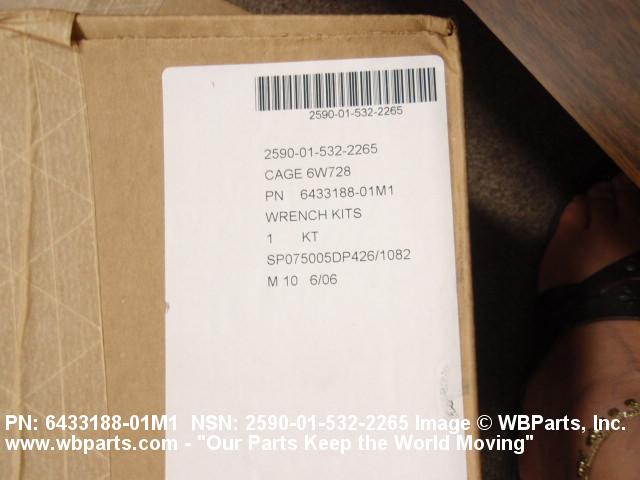 2590-01-532-2265
2590-01-532-2265
CAGE 6W728
PN 6433188-01M1
WRENCH KITS
1 KT
SP075005DP426/1082
M 10 6/06
PN: 6433188-01M1 NSN: 2590-01-532-2265 Image © WBParts, Inc.
www.wbparts.com - "Our Parts Keep the World Moving"